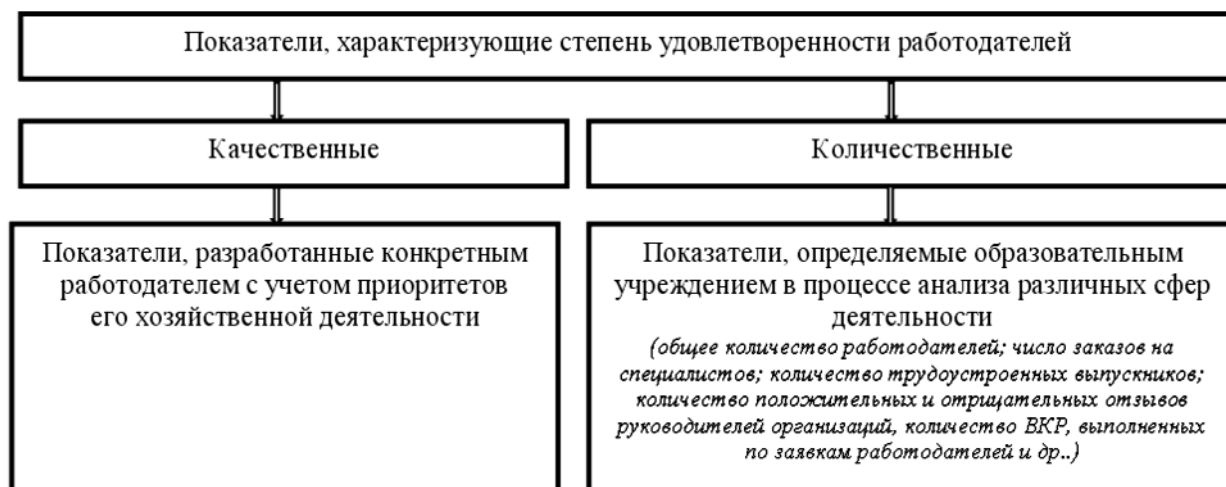 Показатели, характеризующие степень удовлетворенности работодателей
Качественные
Количественные
Показатели, разработанные конкретным
работодателем с учетом приоритетов
его хозяйственной деятельности
Показатели, определяемые образовательным
учреждением в процессе анализа различных сфер
деятельности
(общее количество работодателей; число заказов на
специалистов; количество трудоустроенных выпускников;
количество положительных и отрицательных отзывов
руководителей организаций, количество ВКР, выполненных
по заявкам работодателей и др..)